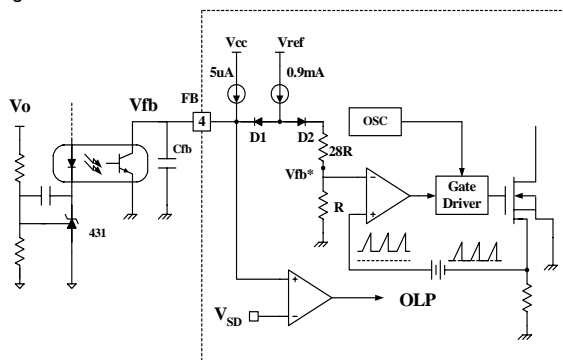 Vcc Vref
5uA 0.9mA
Vo Vfb FB
4
D1 D2
Cfb
28R
Vfb*
R
OSC
Gate
Driver
431
VSD
OLP